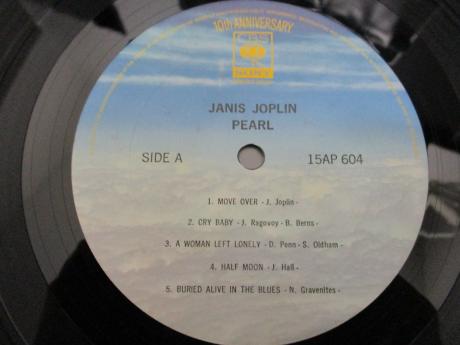 10th ANNIVERSARY
CBS
SONY
JANIS JOPLIN
PEARL
SIDE A
15AP 604
1. MOVE OVER - J. Joplin -
2. CRY BABY - J. Ragovoy - B. Berns -
3. A WOMAN LEFT LONELY - D. Penn - S. Oldham -
4. HALF MOON - J. Hall -
5. BURIED ALIVE IN THE BLUES - N. Gravenites -